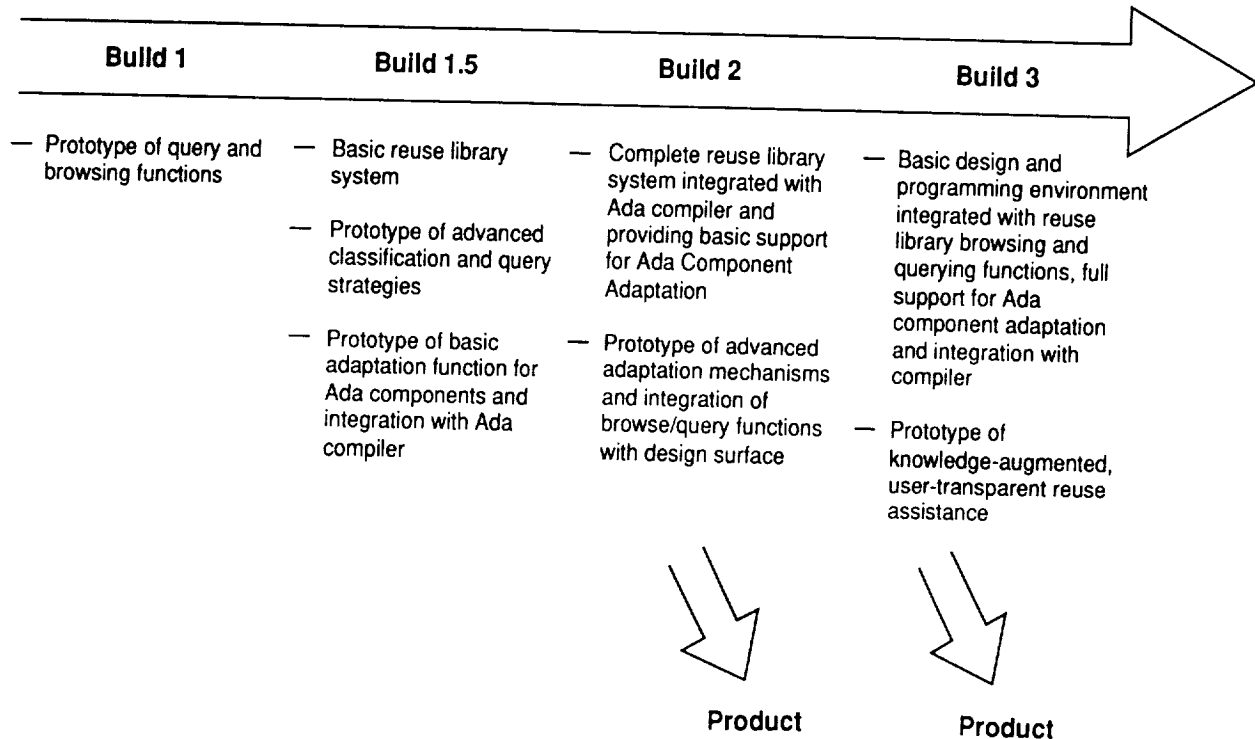 Build 1
Build 1.5
Build 2
Build 3
— Prototype of query and
browsing functions
— Basic reuse library
system
— Prototype of advanced
classification and query
strategies
— Prototype of basic
adaptation function for
Ada components and
integration with Ada
compiler
— Complete reuse library
system integrated with
Ada compiler and
providing basic support
for Ada Component
Adaptation
— Prototype of advanced
adaptation mechanisms
and integration of
browse/query functions
with design surface
— Basic design and
programming environment
integrated with reuse
library browsing and
querying functions, full
support for Ada
component adaptation
and integration with
compiler
— Prototype of
knowledge-augmented,
user-transparent reuse
assistance
Product
Product